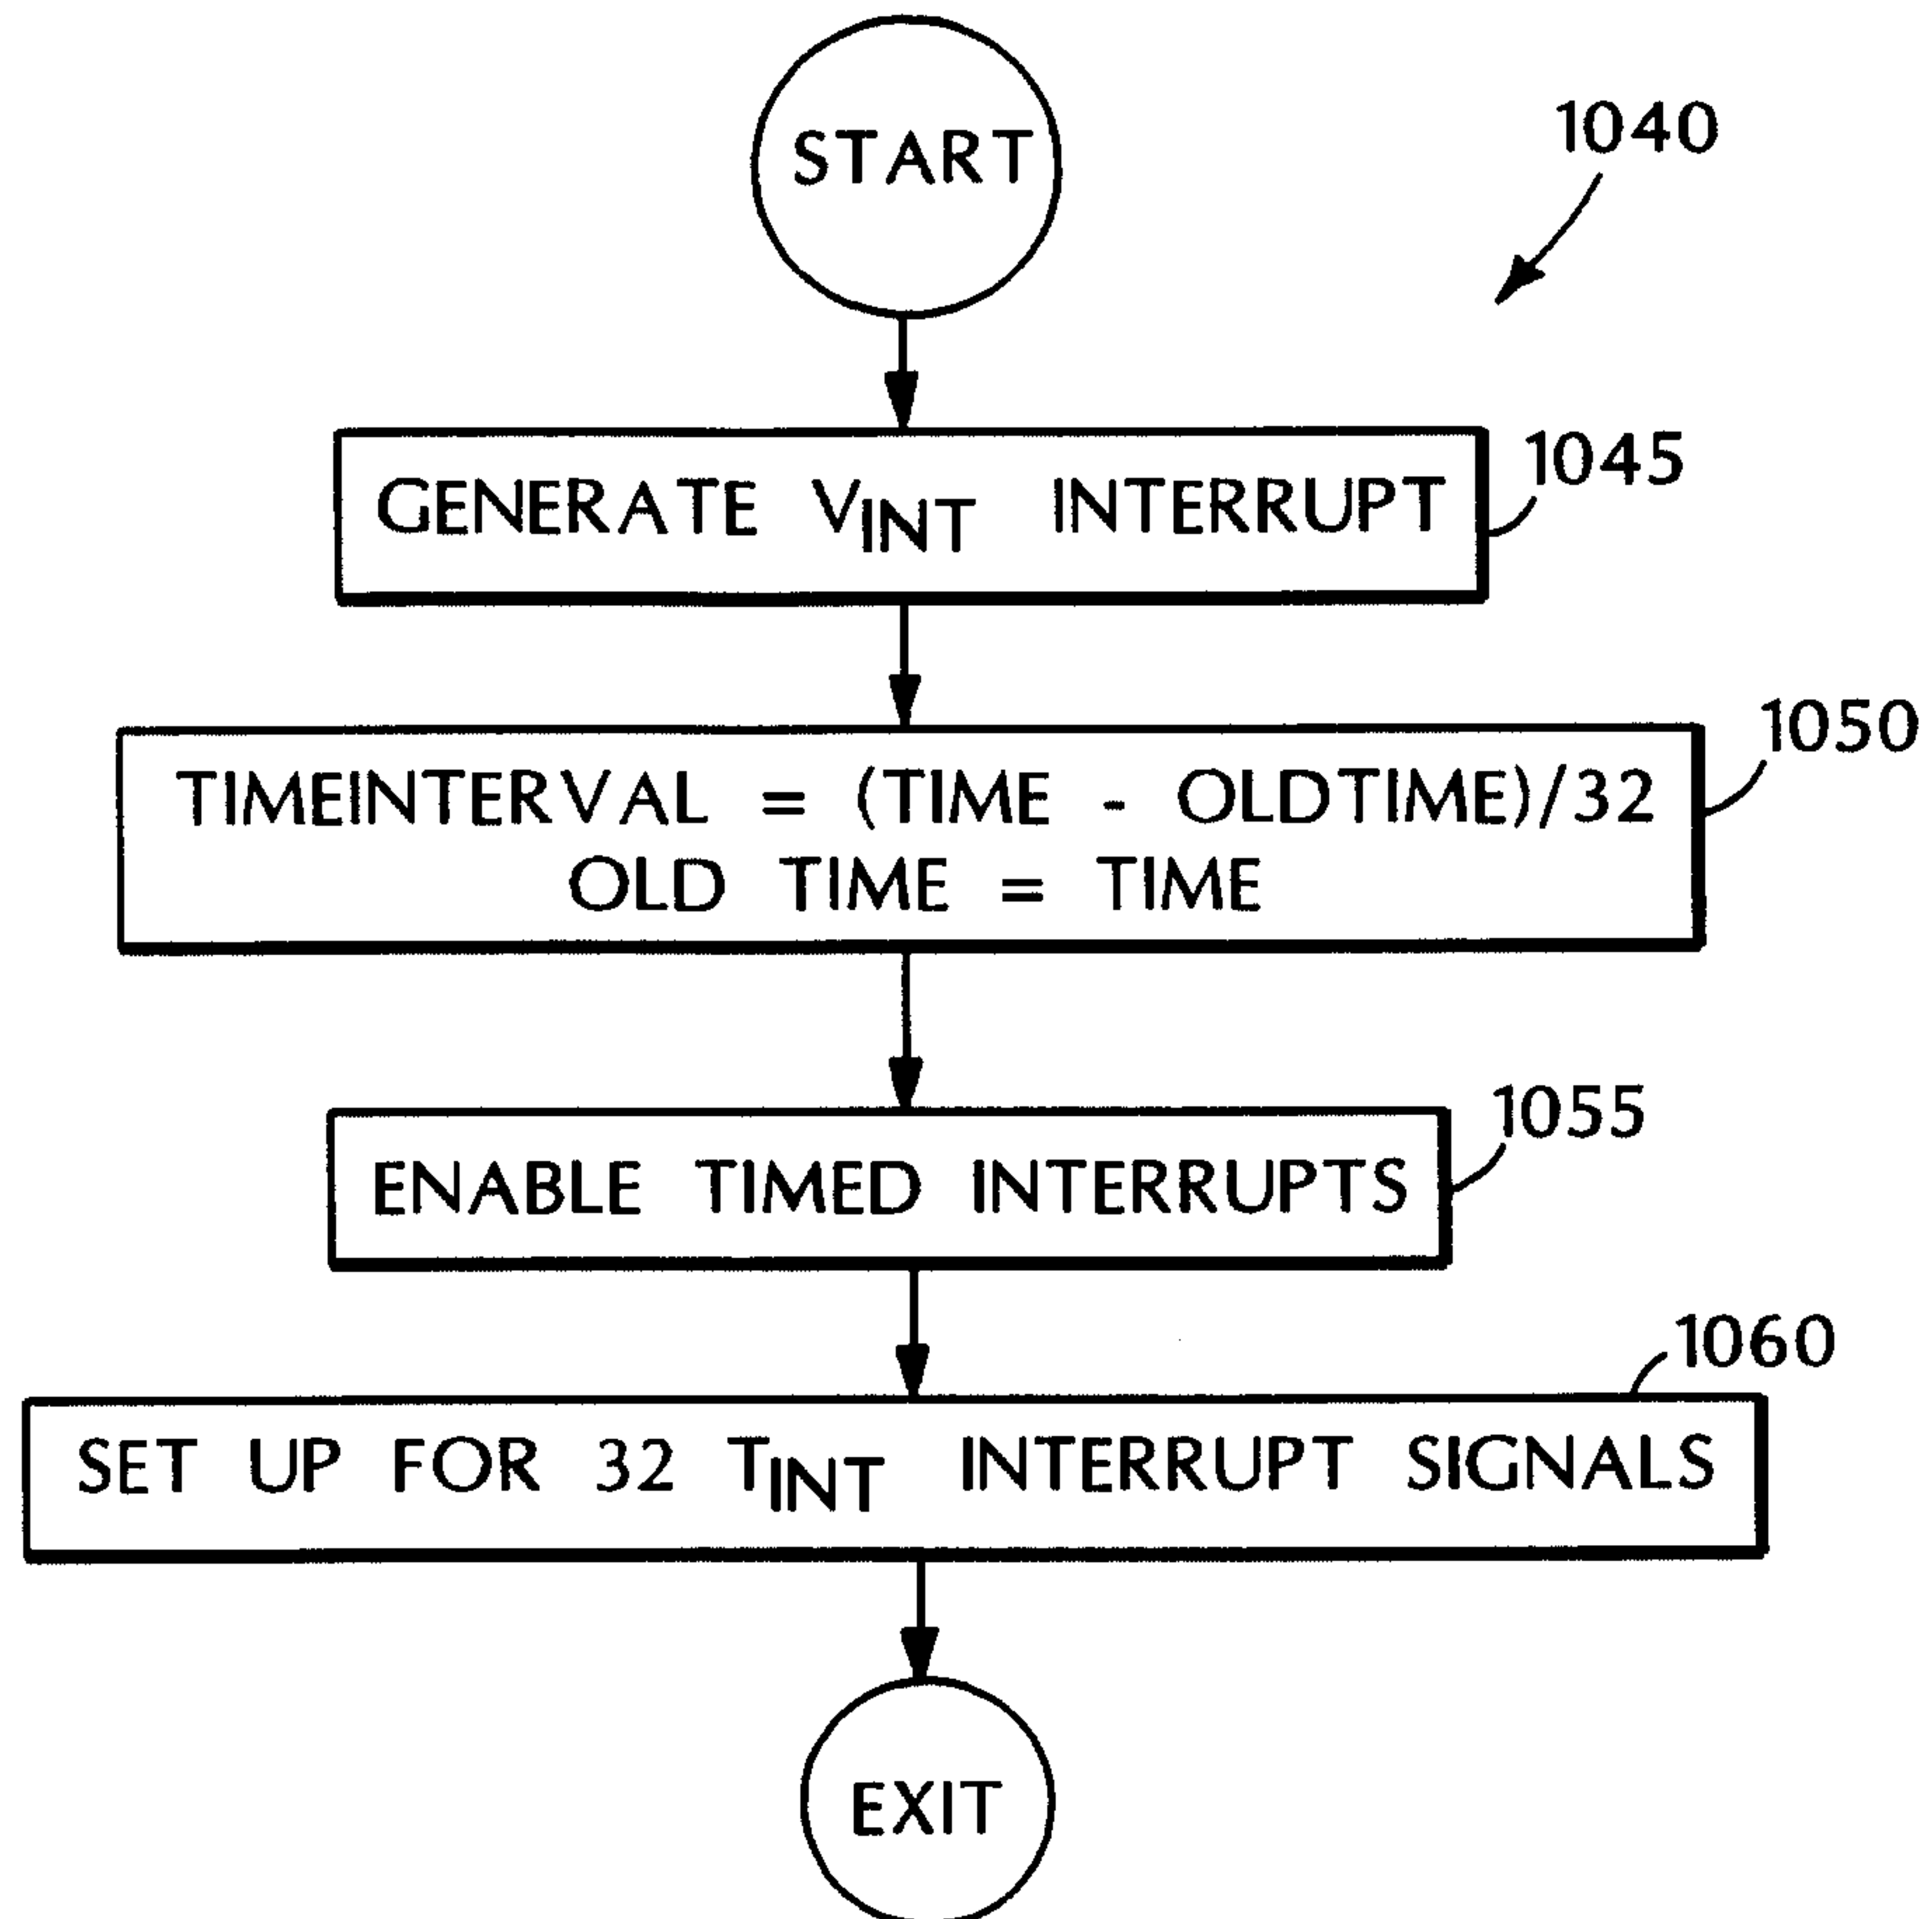 START
1040
GENERATE VINT INTERRUPT
1045
1050
TIMEINTERVAL = (TIME - OLDTIME)/32
OLD TIME = TIME
1055
ENABLE TIMED INTERRUPTS
1060
SET UP FOR 32 TINT INTERRUPT SIGNALS
EXIT